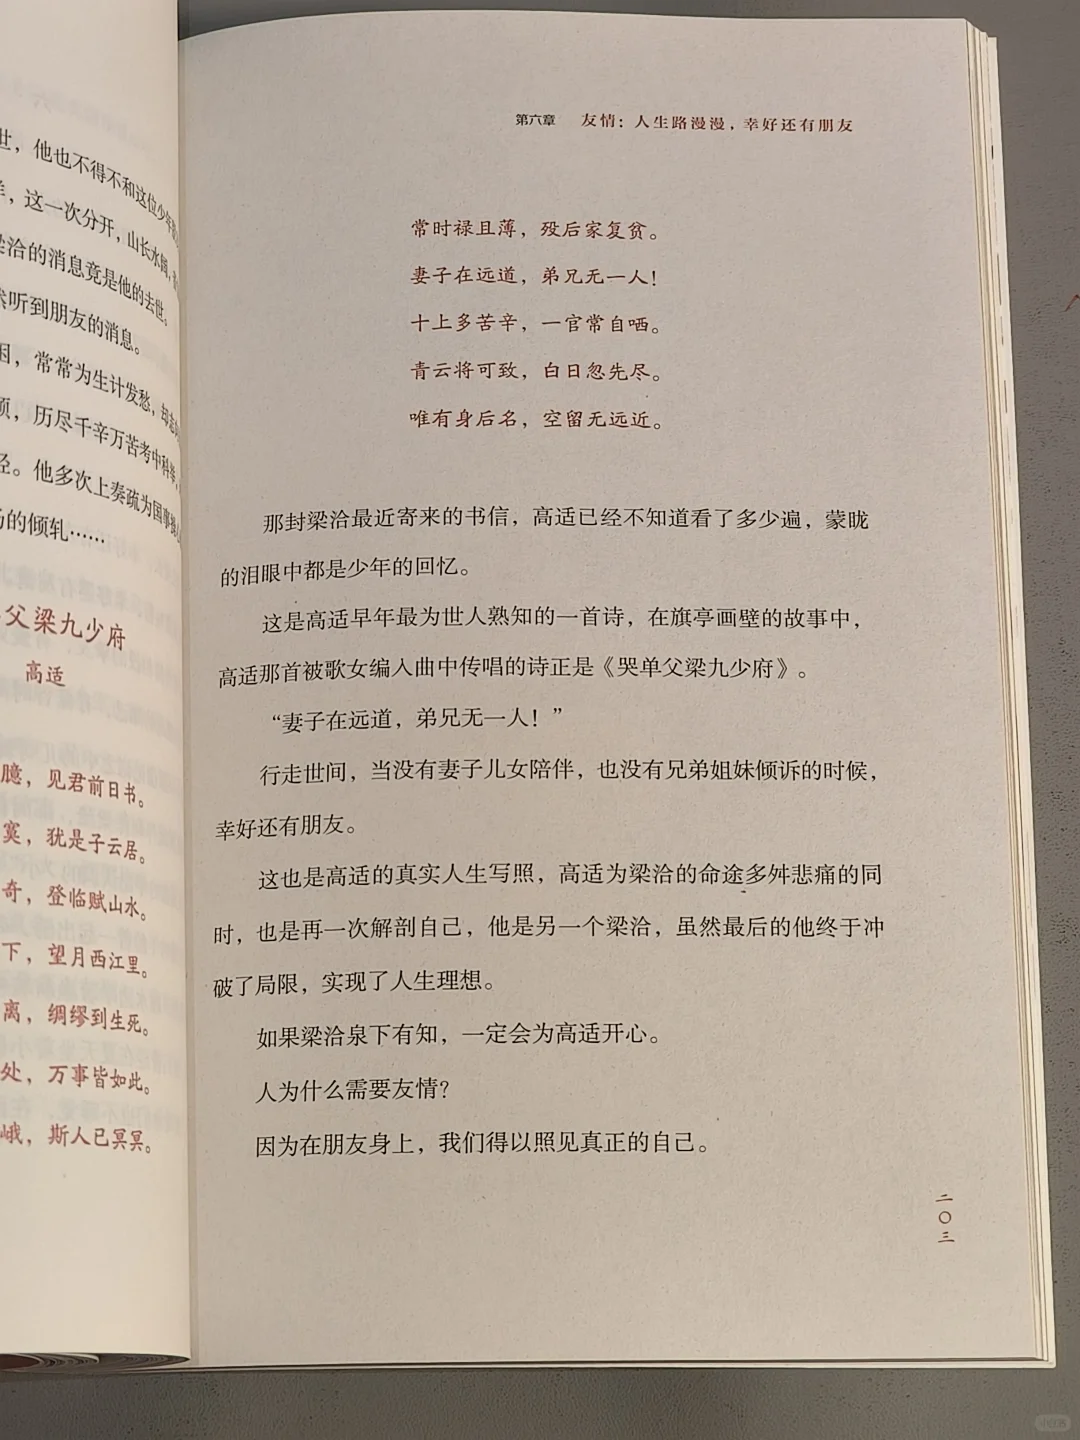 世，他也不得不和这位少年
，这一次分开，山长水阔，
梁洽的消息竟是他的去世。
听到朋友的消息。
困，常常为生计发愁，却
，历尽千辛万苦考中科举，
。他多次上奏疏为国事
的倾轧……
父梁九少府
高适
臆，见君前日书。
寞，犹是子云居。
奇，登临赋山水。
下，望月西江里。
离，绸缪到生死。
处，万事皆如此。
峨，斯人已冥冥。
第六章 友情：人生路漫漫，幸好还有朋友
常时禄且薄，殁后家复贫。
妻子在远道，弟兄无一人！
十上多苦辛，一官常自哂。
青云将可致，白日忽先尽。
唯有身后名，空留无远近。
那封梁洽最近寄来的书信，高适已经不知道看了多少遍，蒙眬
的泪眼中都是少年的回忆。
这是高适早年最为世人熟知的一首诗，在旗亭画壁的故事中，
高适那首被歌女编入曲中传唱的诗正是《哭单父梁九少府》。
“妻子在远道，弟兄无一人！”
行走世间，当没有妻子儿女陪伴，也没有兄弟姐妹倾诉的时候，
幸好还有朋友。
这也是高适的真实人生写照，高适为梁洽的命途多舛悲痛的同
时，也是再一次解剖自己，他是另一个梁洽，虽然最后的他终于冲
破了局限，实现了人生理想。
如果梁洽泉下有知，一定会为高适开心。
人为什么需要友情？
因为在朋友身上，我们得以照见真正的自己。
二〇三